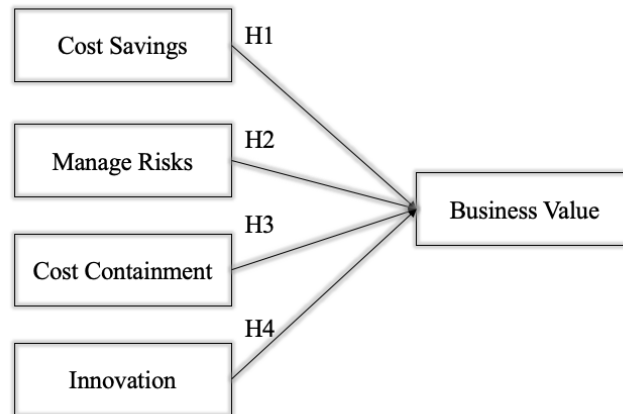 Cost Savings
H1
Manage Risks
H2
Business Value
H3
Cost Containment
H4
Innovation